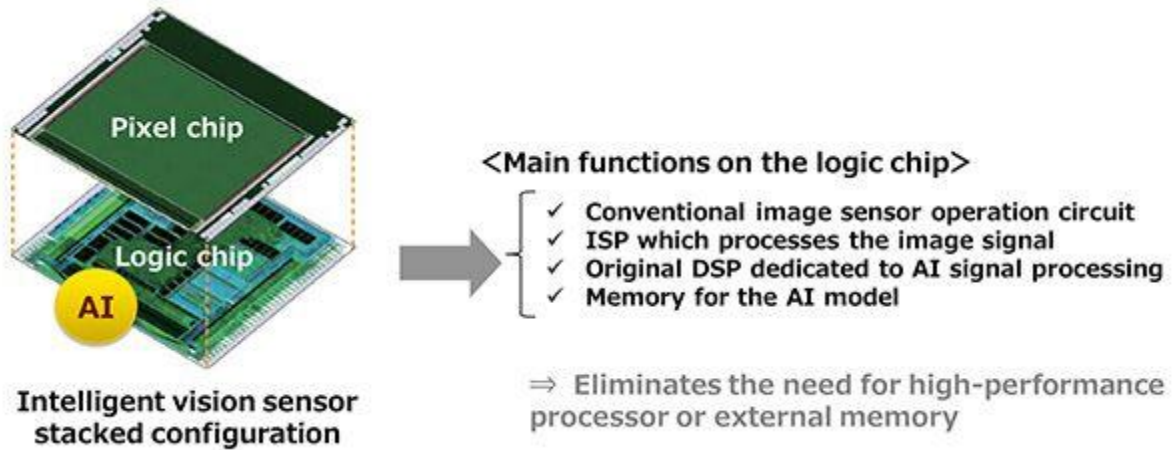 Pixel chip
Logic chip
AI
Intelligent vision sensor
stacked configuration
<Main functions on the logic chip>
✓ Conventional image sensor operation circuit
✓ ISP which processes the image signal
✓ Original DSP dedicated to AI signal processing
✓ Memory for the AI model
⇒ Eliminates the need for high-performance
processor or external memory